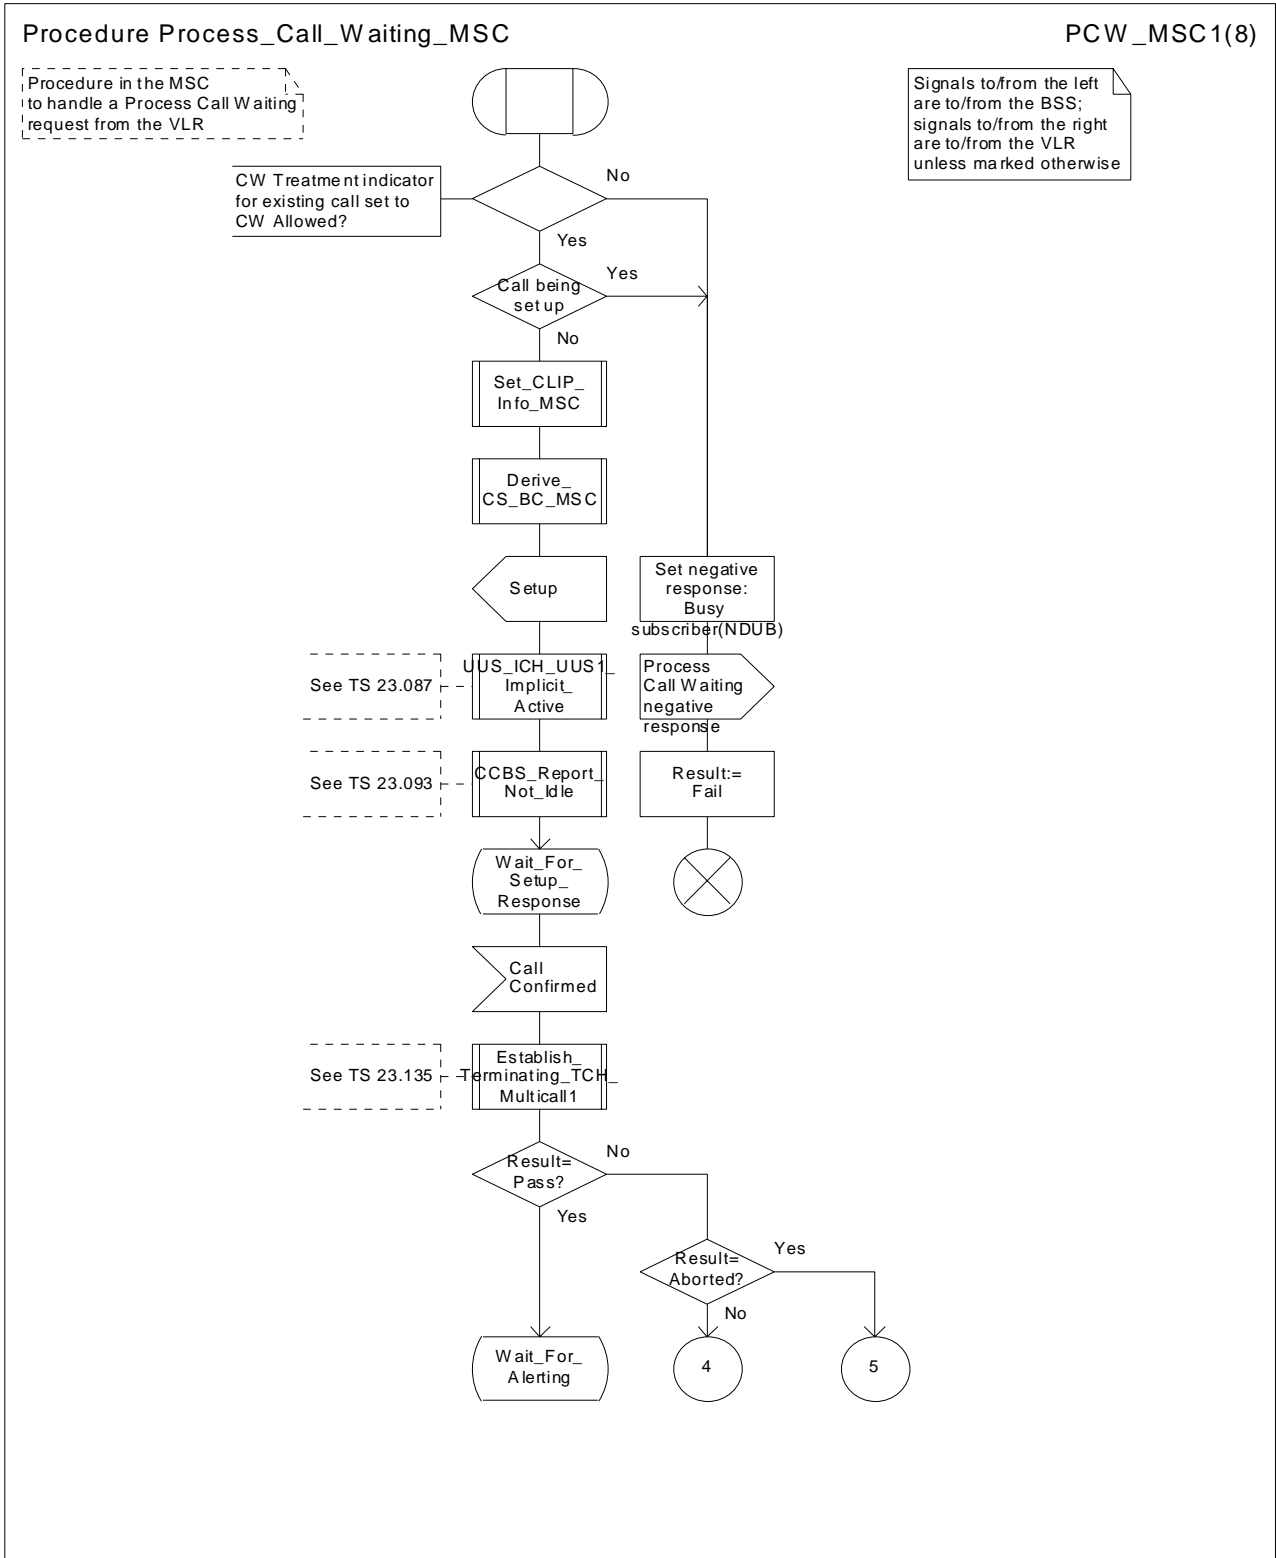 Procedure Process_Call_Waiting_MSC
PCW_MSC1(8)
Procedure in the MSC
to handle a Process Call Waiting
request from the VLR
Signals to/from the left
are to/from the BSS;
signals to/from the right
are to/from the VLR
unless marked otherwise
CW Treatment indicator
for existing call set to
CW Allowed?
No
Yes
Call being
set up
Yes
No
Set_CLIP_
Info_MSC
Derive_
CS_BC_MSC
Setup
Set negative
response:
Busy
subscriber(NDUB)
See TS 23.087
UUS_ICH_UUS1_
Implicit_
Active
Process
Call Waiting
negative
response
See TS 23.093
CCBS_Report_
Not_Idle
Result:=
Fail
Wait_For_
Setup_
Response
Call
Confirmed
See TS 23.135
Establish_
Terminating_TCH_
Multicall1
Result=
Pass?
No
Yes
Result=
Aborted?
Yes
No
Wait_For_
Alerting
4
5